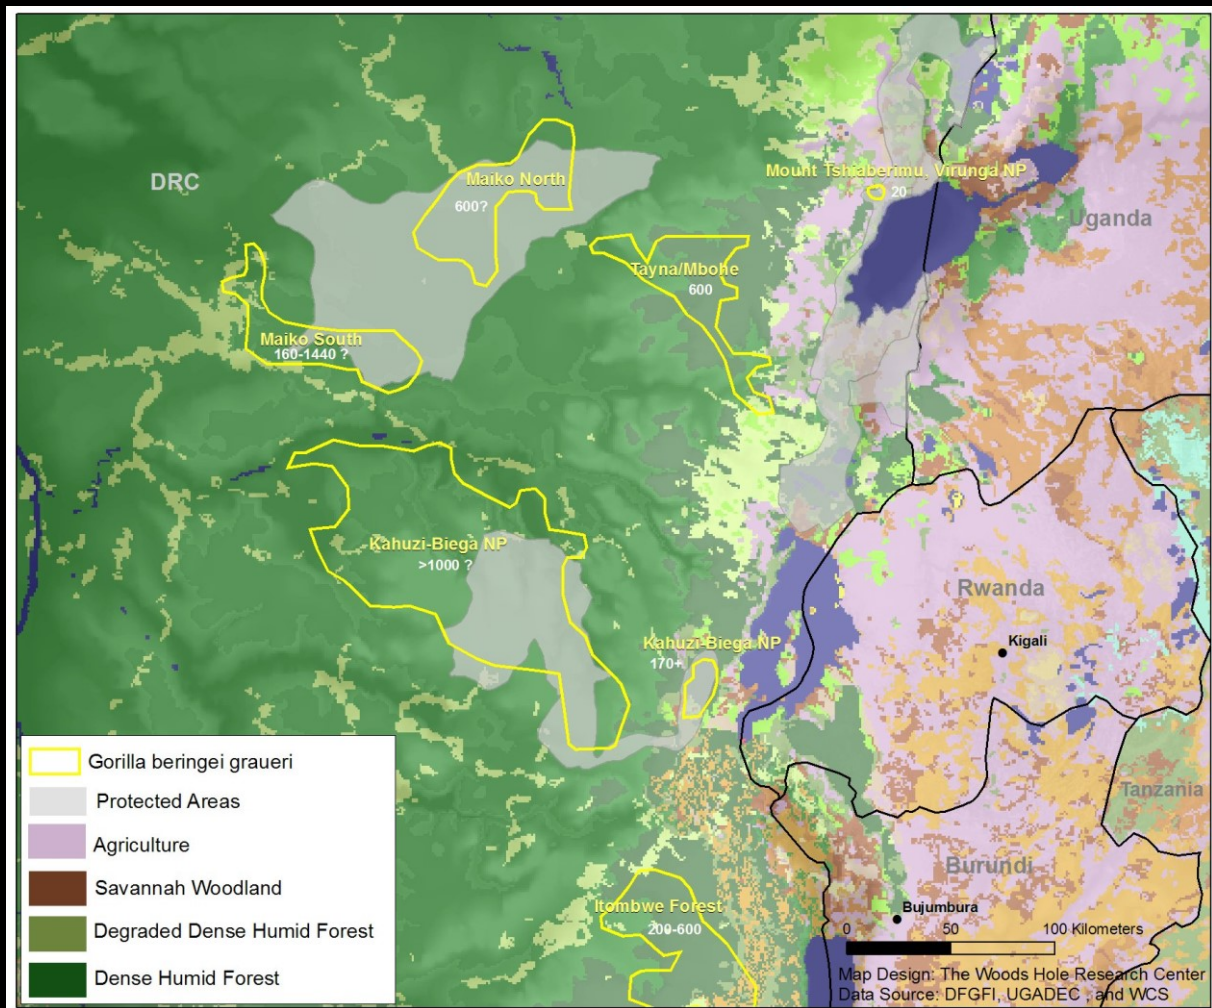 DRC
Maiko North
600?
Mount Tshiaberimu, Virunga NP
20
Uganda
Tayna/Mbohe
600
Maiko South
160-1440 ?
Kahuzi-Biega NP
>1000 ?
Rwanda
Kigali
Kahuzi-Biega NP
170+
Tanzania
Burundi
Itombwe Forest
200-600
Bujumbura
Gorilla beringei graueri
Protected Areas
Agriculture
Savannah Woodland
Degraded Dense Humid Forest
Dense Humid Forest
0 50 100 Kilometers
Map Design: The Woods Hole Research Center
Data Source: DFGFI, UGADEC , and WCS